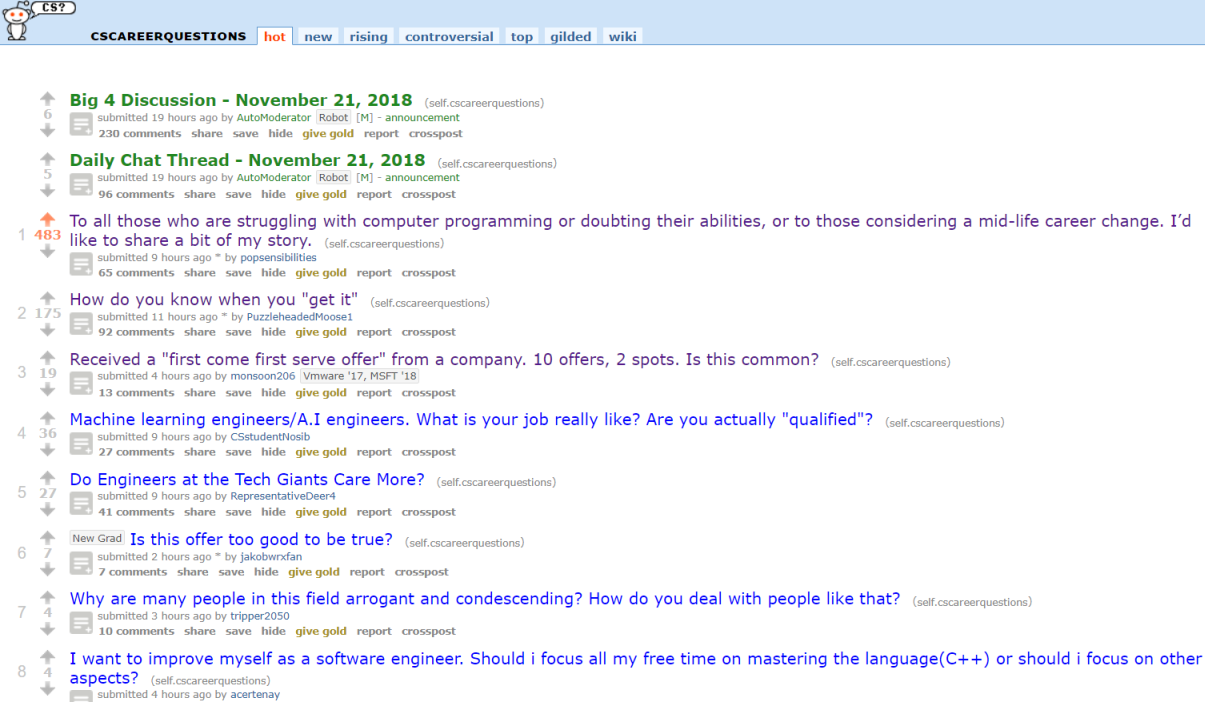 CS?
CSCAREERQUESTIONS hot new rising controversial top gilded wiki
Big 4 Discussion - November 21, 2018 (self.cscareerquestions)
6
submitted 19 hours ago by AutoModerator Robot [M] - announcement
230 comments share save hide give gold report crosspost
Daily Chat Thread - November 21, 2018 (self.cscareerquestions)
5
submitted 19 hours ago by AutoModerator Robot [M] - announcement
96 comments share save hide give gold report crosspost
To all those who are struggling with computer programming or doubting their abilities, or to those considering a mid-life career change. I’d
1 483 like to share a bit of my story. (self.cscareerquestions)
submitted 9 hours ago * by popsensibilities
65 comments share save hide give gold report crosspost
How do you know when you "get it" (self.cscareerquestions)
2 175 submitted 11 hours ago * by PuzzleheadedMoose1
92 comments share save hide give gold report crosspost
Received a "first come first serve offer" from a company. 10 offers, 2 spots. Is this common? (self.cscareerquestions)
3 19 submitted 4 hours ago by monsoon206 Vmware '17, MSFT '18
13 comments share save hide give gold report crosspost
Machine learning engineers/A.I engineers. What is your job really like? Are you actually "qualified"? (self.cscareerquestions)
4 36 submitted 9 hours ago by CSstudentNosib
27 comments share save hide give gold report crosspost
Do Engineers at the Tech Giants Care More? (self.cscareerquestions)
5 27 submitted 9 hours ago by RepresentativeDeer4
41 comments share save hide give gold report crosspost
New Grad Is this offer too good to be true? (self.cscareerquestions)
6 7 submitted 2 hours ago * by jakobwrxfan
7 comments share save hide give gold report crosspost
Why are many people in this field arrogant and condescending? How do you deal with people like that? (self.cscareerquestions)
7 4 submitted 3 hours ago by tripper2050
10 comments share save hide give gold report crosspost
I want to improve myself as a software engineer. Should i focus all my free time on mastering the language(C++) or should i focus on other
8 4 aspects? (self.cscareerquestions)
submitted 4 hours ago by acertenay